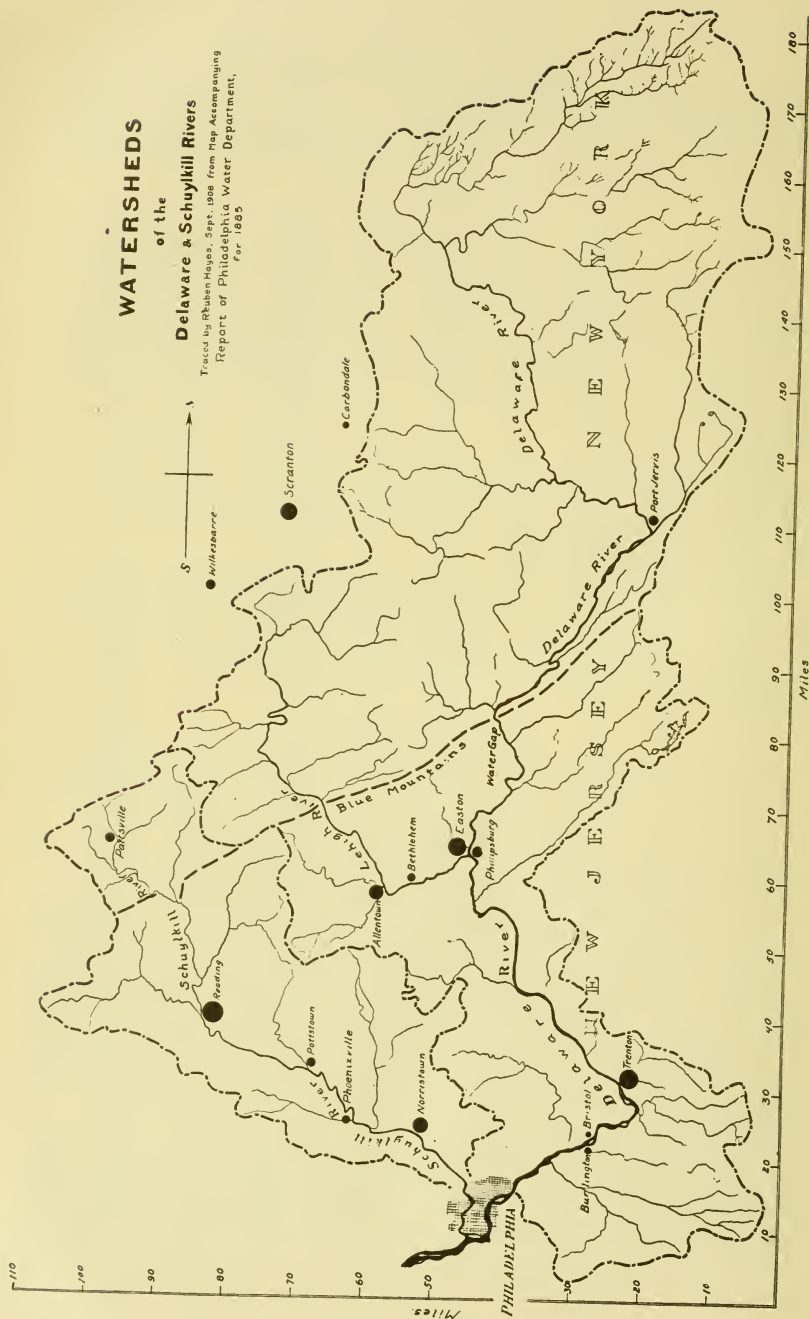 WATERSHEDS
of the
Delaware & Schuylkill Rivers
Traced by Reuben Hayes, Sept. 1908 from Map Accompanying
Report of Philadelphia Water Department,
for 1885
S
N
Wilkesbarre
Scranton
Carbondale
Delaware River
NEW YORK
Port Jervis
Delaware River
Pottsville
River
Schuylkill
Reading
Lehigh River
Blue Mountains
Water Gap
Easton
Phillipsburg
Bethlehem
Allentown
Pottstown
Phoenixville
Schuylkill River
Norristown
Delaware River
NEW JERSEY
Trenton
Bristol
Burlington
PHILADELPHIA
Miles.
110
100
90
80
70
60
50
30
20
10
Miles
10
20
30
40
50
60
70
80
90
100
110
120
130
140
150
160
170
180